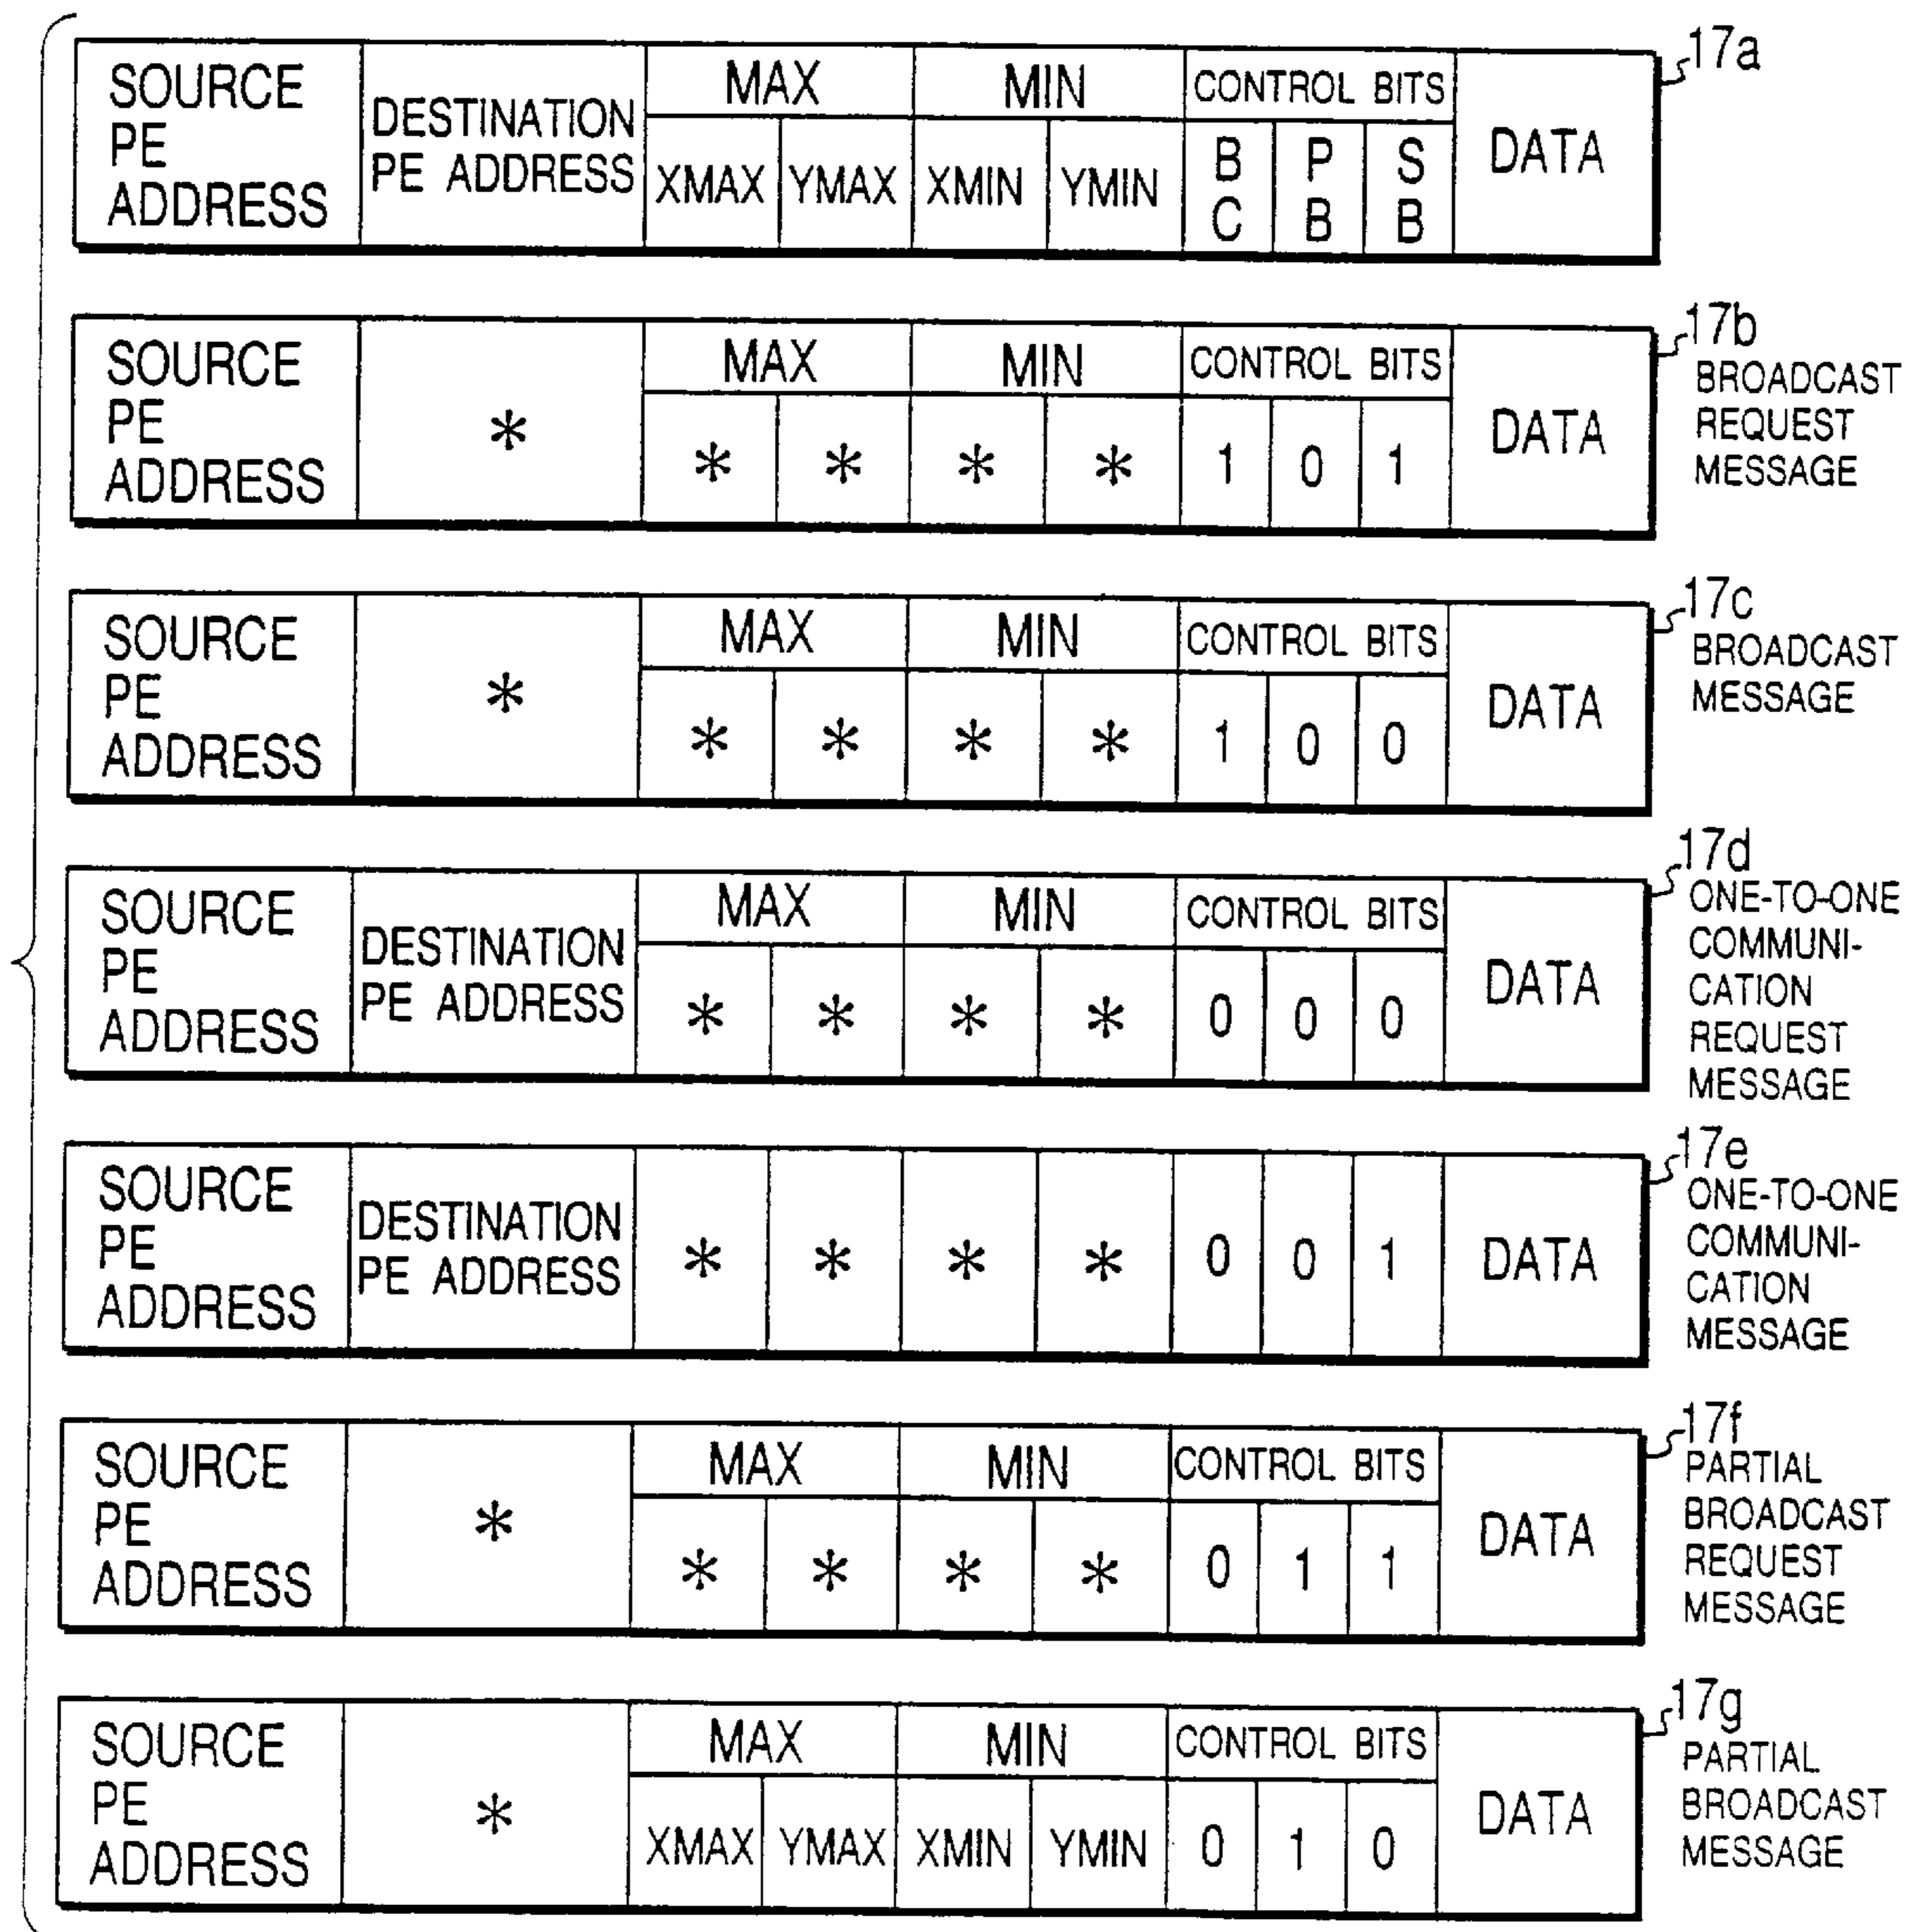 17a
SOURCE PE ADDRESS
DESTINATION PE ADDRESS
MAX
MIN
CONTROL BITS
XMAX YMAX XMIN YMIN
BC PB SB
DATA
17b
BROADCAST REQUEST MESSAGE
SOURCE PE ADDRESS
*
MAX
MIN
CONTROL BITS
* * * * 1 0 1
DATA
17c
BROADCAST MESSAGE
SOURCE PE ADDRESS
*
MAX
MIN
CONTROL BITS
* * * * 1 0 0
DATA
17d
ONE-TO-ONE COMMUNI-
CATION REQUEST MESSAGE
SOURCE PE ADDRESS
DESTINATION PE ADDRESS
MAX
MIN
CONTROL BITS
* * * * 0 0 0
DATA
17e
ONE-TO-ONE COMMUNI-
CATION MESSAGE
SOURCE PE ADDRESS
DESTINATION PE ADDRESS
* * * * 0 0 1
DATA
17f
PARTIAL BROADCAST REQUEST MESSAGE
SOURCE PE ADDRESS
*
MAX
MIN
CONTROL BITS
* * * * 0 1 1
DATA
17g
PARTIAL BROADCAST MESSAGE
SOURCE PE ADDRESS
*
MAX
MIN
CONTROL BITS
XMAX YMAX XMIN YMIN 0 1 0
DATA